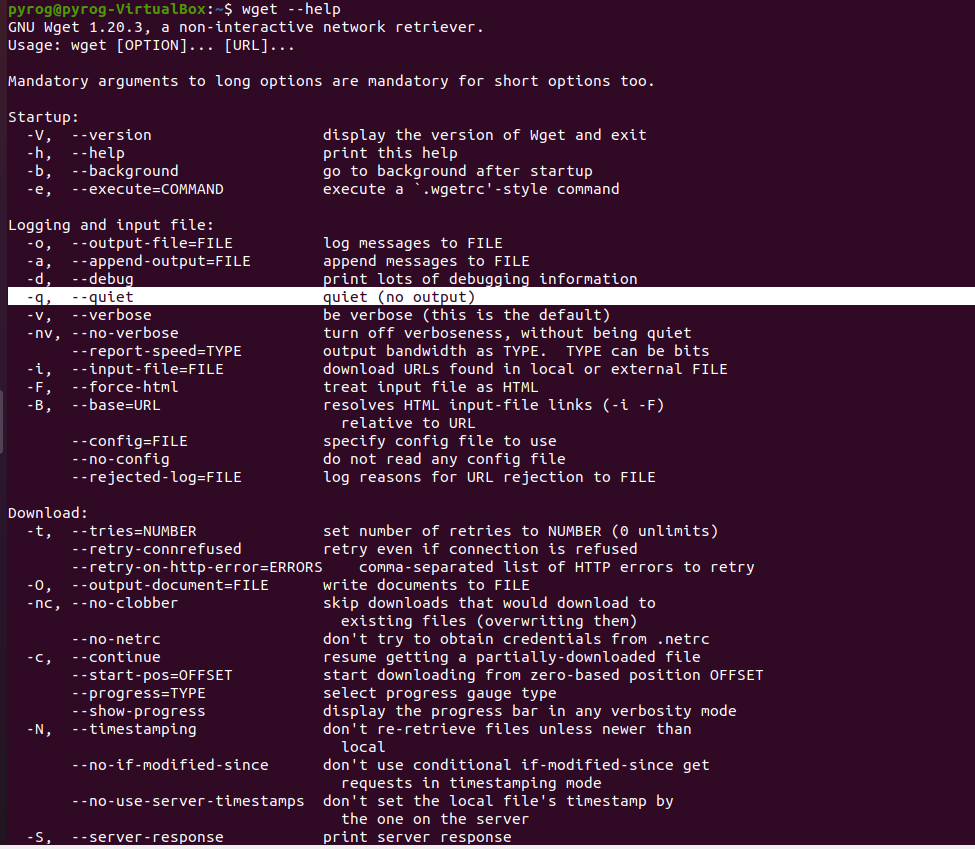 pyrog@pyrog-VirtualBox:~$ wget --help
GNU Wget 1.20.3, a non-interactive network retriever.
Usage: wget [OPTION]... [URL]...

Mandatory arguments to long options are mandatory for short options too.

Startup:
  -V,  --version                   display the version of Wget and exit
  -h,  --help                      print this help
  -b,  --background                go to background after startup
  -e,  --execute=COMMAND           execute a `.wgetrc'-style command

Logging and input file:
  -o,  --output-file=FILE          log messages to FILE
  -a,  --append-output=FILE        append messages to FILE
  -d,  --debug                     print lots of debugging information
  -q,  --quiet                     quiet (no output)
  -v,  --verbose                   be verbose (this is the default)
  -nv, --no-verbose                turn off verboseness, without being quiet
       --report-speed=TYPE         output bandwidth as TYPE.  TYPE can be bits
  -i,  --input-file=FILE           download URLs found in local or external FILE
  -F,  --force-html                treat input file as HTML
  -B,  --base=URL                  resolves HTML input-file links (-i -F)
                                     relative to URL
       --config=FILE               specify config file to use
       --no-config                 do not read any config file
       --rejected-log=FILE         log reasons for URL rejection to FILE

Download:
  -t,  --tries=NUMBER              set number of retries to NUMBER (0 unlimits)
       --retry-connrefused         retry even if connection is refused
       --retry-on-http-error=ERRORS    comma-separated list of HTTP errors to retry
  -O,  --output-document=FILE      write documents to FILE
  -nc, --no-clobber                skip downloads that would download to
                                     existing files (overwriting them)
       --no-netrc                  don't try to obtain credentials from .netrc
  -c,  --continue                  resume getting a partially-downloaded file
       --start-pos=OFFSET          start downloading from zero-based position OFFSET
       --progress=TYPE             select progress gauge type
       --show-progress             display the progress bar in any verbosity mode
  -N,  --timestamping              don't re-retrieve files unless newer than
                                     local
       --no-if-modified-since      don't use conditional if-modified-since get
                                     requests in timestamping mode
       --no-use-server-timestamps  don't set the local file's timestamp by
                                     the one on the server
  -S,  --server-response           print server response